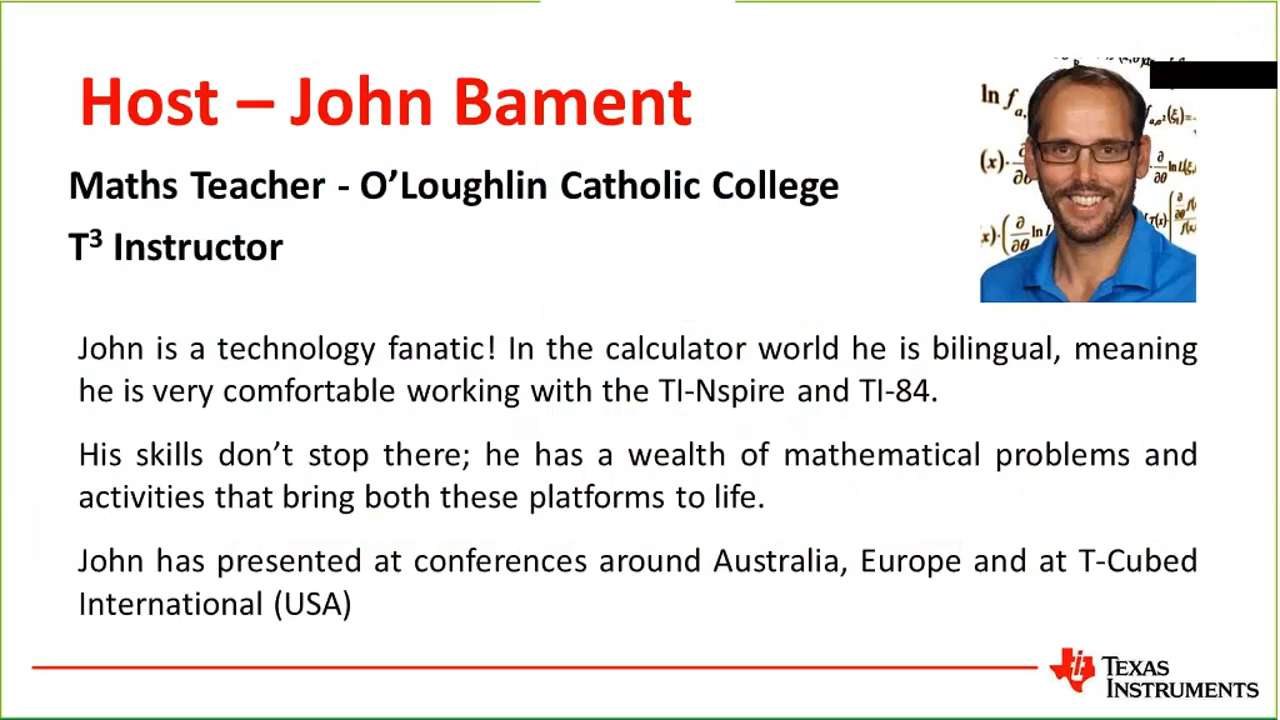 Host – John Bament
Maths Teacher - O’Loughlin Catholic College
T³ Instructor
John is a technology fanatic! In the calculator world he is bilingual, meaning
he is very comfortable working with the TI-Nspire and TI-84.
His skills don’t stop there; he has a wealth of mathematical problems and
activities that bring both these platforms to life.
John has presented at conferences around Australia, Europe and at T-Cubed
International (USA)
TEXAS
INSTRUMENTS